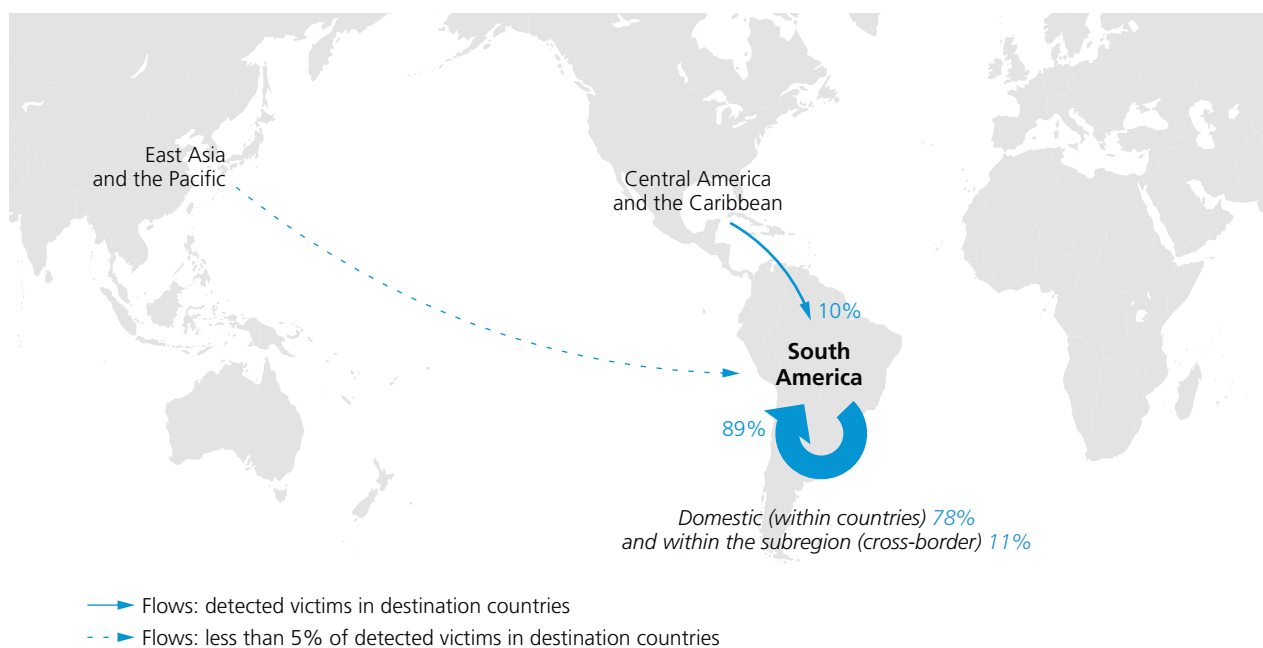 East Asia
and the Pacific
Central America
and the Caribbean
10%
South
America
89%
Domestic (within countries) 78%
and within the subregion (cross-border) 11%
Flows: detected victims in destination countries
Flows: less than 5% of detected victims in destination countries